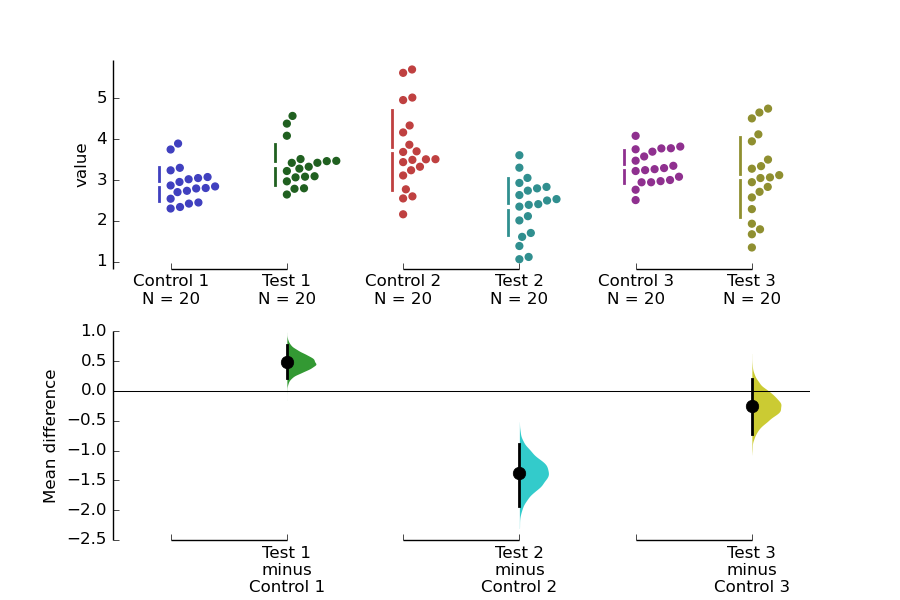 value
5
4
3
2
1
Control 1
N = 20
Test 1
N = 20
Control 2
N = 20
Test 2
N = 20
Control 3
N = 20
Test 3
N = 20
Mean difference
1.0
0.5
0.0
−0.5
−1.0
−1.5
−2.0
−2.5
Test 1
minus
Control 1
Test 2
minus
Control 2
Test 3
minus
Control 3